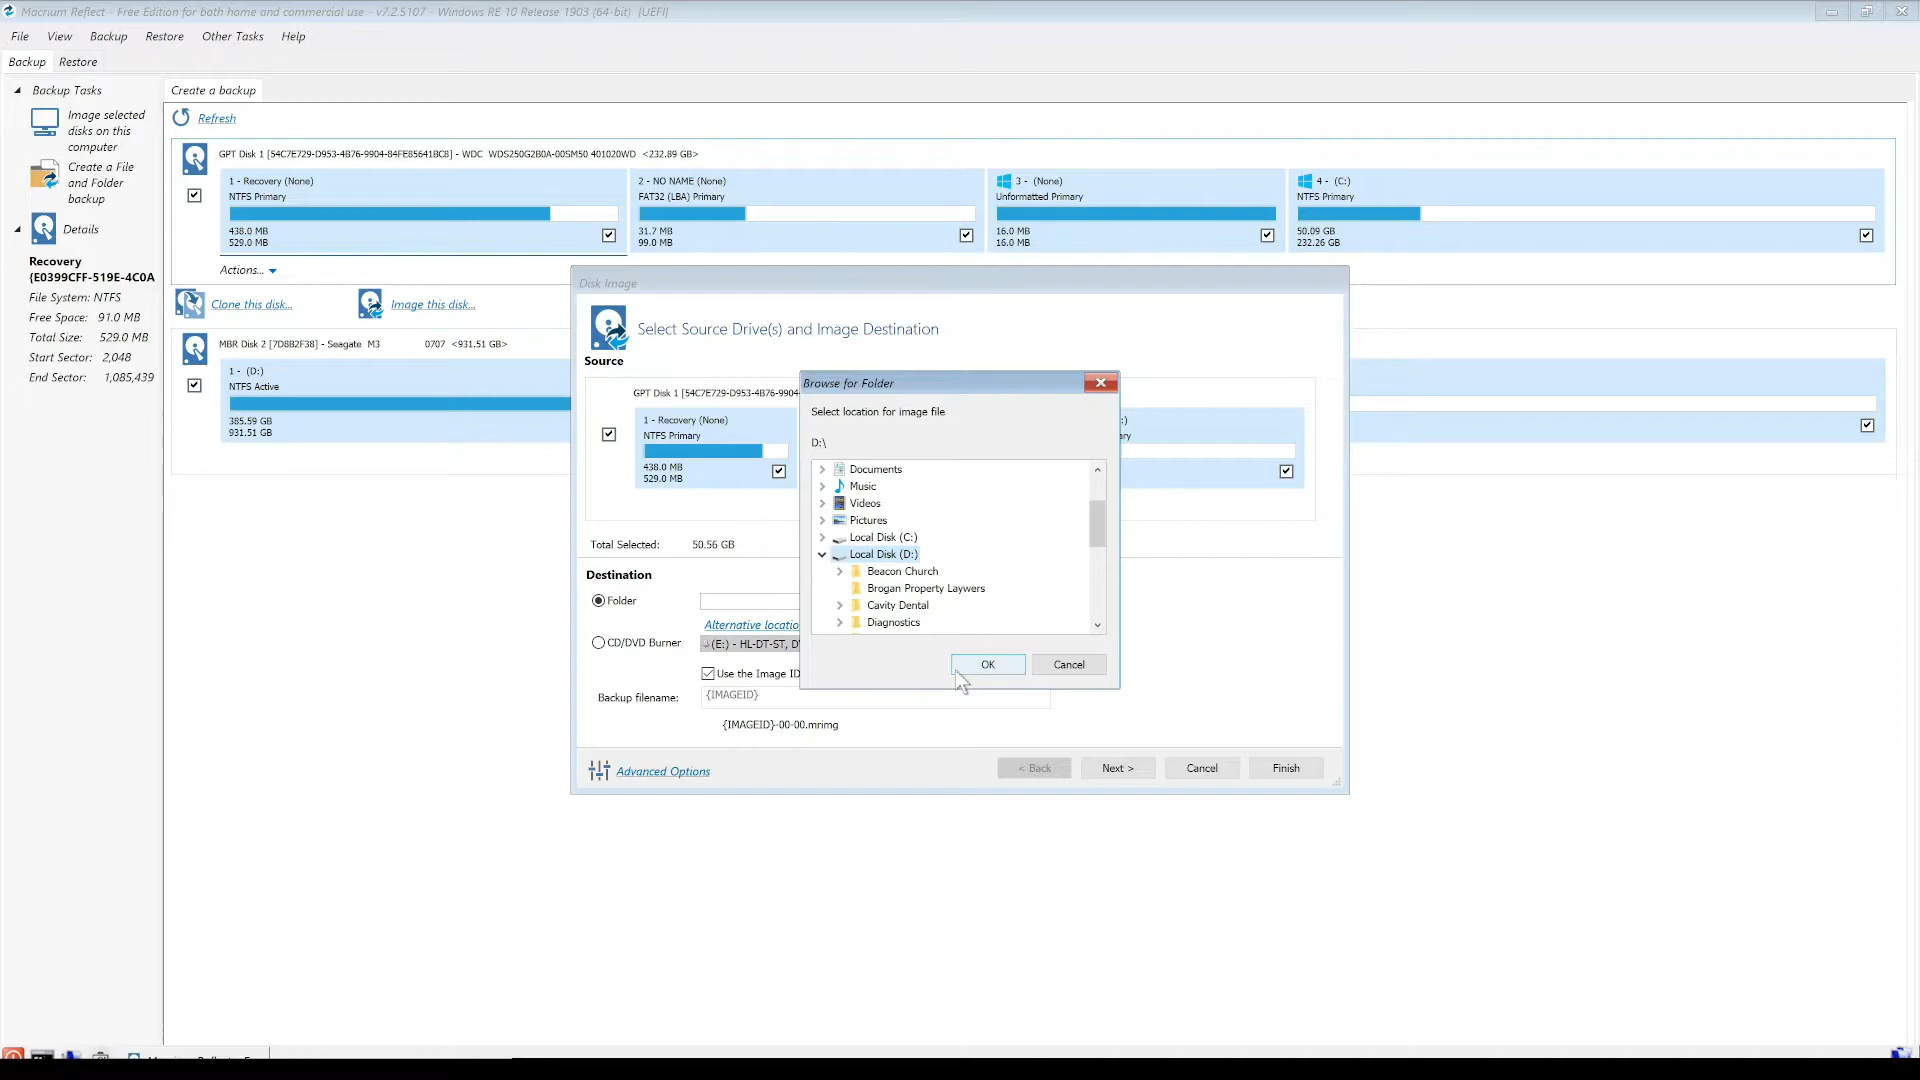 Macrium Reflect - Free Edition for both home and commercial use - v7.2.5107 - Windows RE 10 Release 1903 (64-bit)  [UEFI]
File View Backup Restore Other Tasks Help
Backup Restore
Backup Tasks
Image selected
disks on this
computer
Create a File
and Folder
backup
Details
Recovery
{E0399CFF-519E-4C0A
File System: NTFS
Free Space: 91.0 MB
Total Size: 529.0 MB
Start Sector: 2,048
End Sector: 1,085,439
Create a backup
Refresh
GPT Disk 1 [54C7E729-D953-4B76-9904-84FE85641BC8] - WDC WDS250G2B0A-00SM50 401020WD <232.89 GB>
1 - Recovery (None)
NTFS Primary
438.0 MB
529.0 MB
2 - NO NAME (None)
FAT32 (LBA) Primary
31.7 MB
99.0 MB
3 - (None)
Unformatted Primary
16.0 MB
16.0 MB
4 - (C:)
NTFS Primary
50.09 GB
232.26 GB
Actions...
Clone this disk... Image this disk...
MBR Disk 2 [7D8B2F38] - Seagate M3 0707 <931.51 GB>
1 - (D:)
NTFS Active
385.59 GB
931.51 GB
Disk Image
Select Source Drive(s) and Image Destination
Source
GPT Disk 1 [54C7E729-D953-4B76-9904
1 - Recovery (None)
NTFS Primary
438.0 MB
529.0 MB
:)
ary
Total Selected: 50.56 GB
Destination
Folder
Alternative locatio
CD/DVD Burner
(E:) - HL-DT-ST, D
Use the Image ID
Backup filename: {IMAGEID}
{IMAGEID}-00-00.mrimg
Advanced Options
< Back Next > Cancel Finish
Browse for Folder
Select location for image file
D:\
Documents
Music
Videos
Pictures
Local Disk (C:)
Local Disk (D:)
Beacon Church
Brogan Property Laywers
Cavity Dental
Diagnostics
OK Cancel